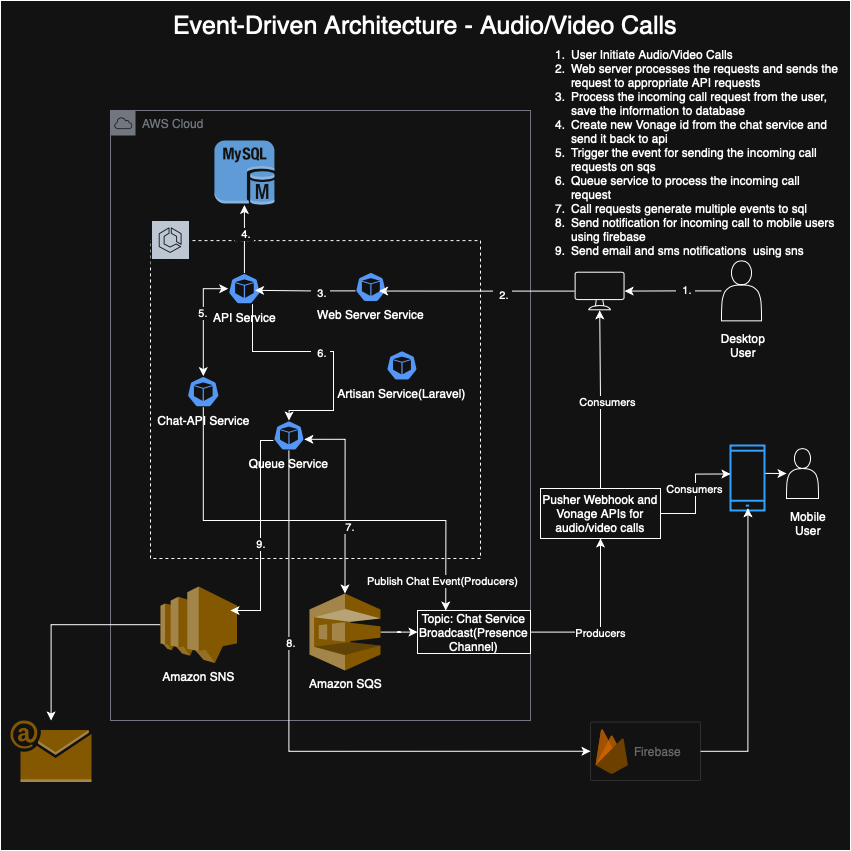 Event-Driven Architecture - Audio/Video Calls
1. User Initiate Audio/Video Calls
2. Web server processes the requests and sends the
request to appropriate API requests
3. Process the incoming call request from the user,
save the information to database
4. Create new Vonage id from the chat service and
send it back to api
5. Trigger the event for sending the incoming call
requests on sqs
6. Queue service to process the incoming call
request
7. Call requests generate multiple events to sql
8. Send notification for incoming call to mobile users
using firebase
9. Send email and sms notifications using sns
AWS Cloud
MySQL
M
4.
API Service
3.
Web Server Service
2.
1.
Desktop
User
5.
6.
Artisan Service(Laravel)
Chat-API Service
Queue Service
Consumers
Pusher Webhook and
Vonage APIs for
audio/video calls
Consumers
Mobile
User
7.
9.
Publish Chat Event(Producers)
Topic: Chat Service
Broadcast(Presence
Channel)
Producers
8.
Amazon SNS
Amazon SQS
@
Firebase